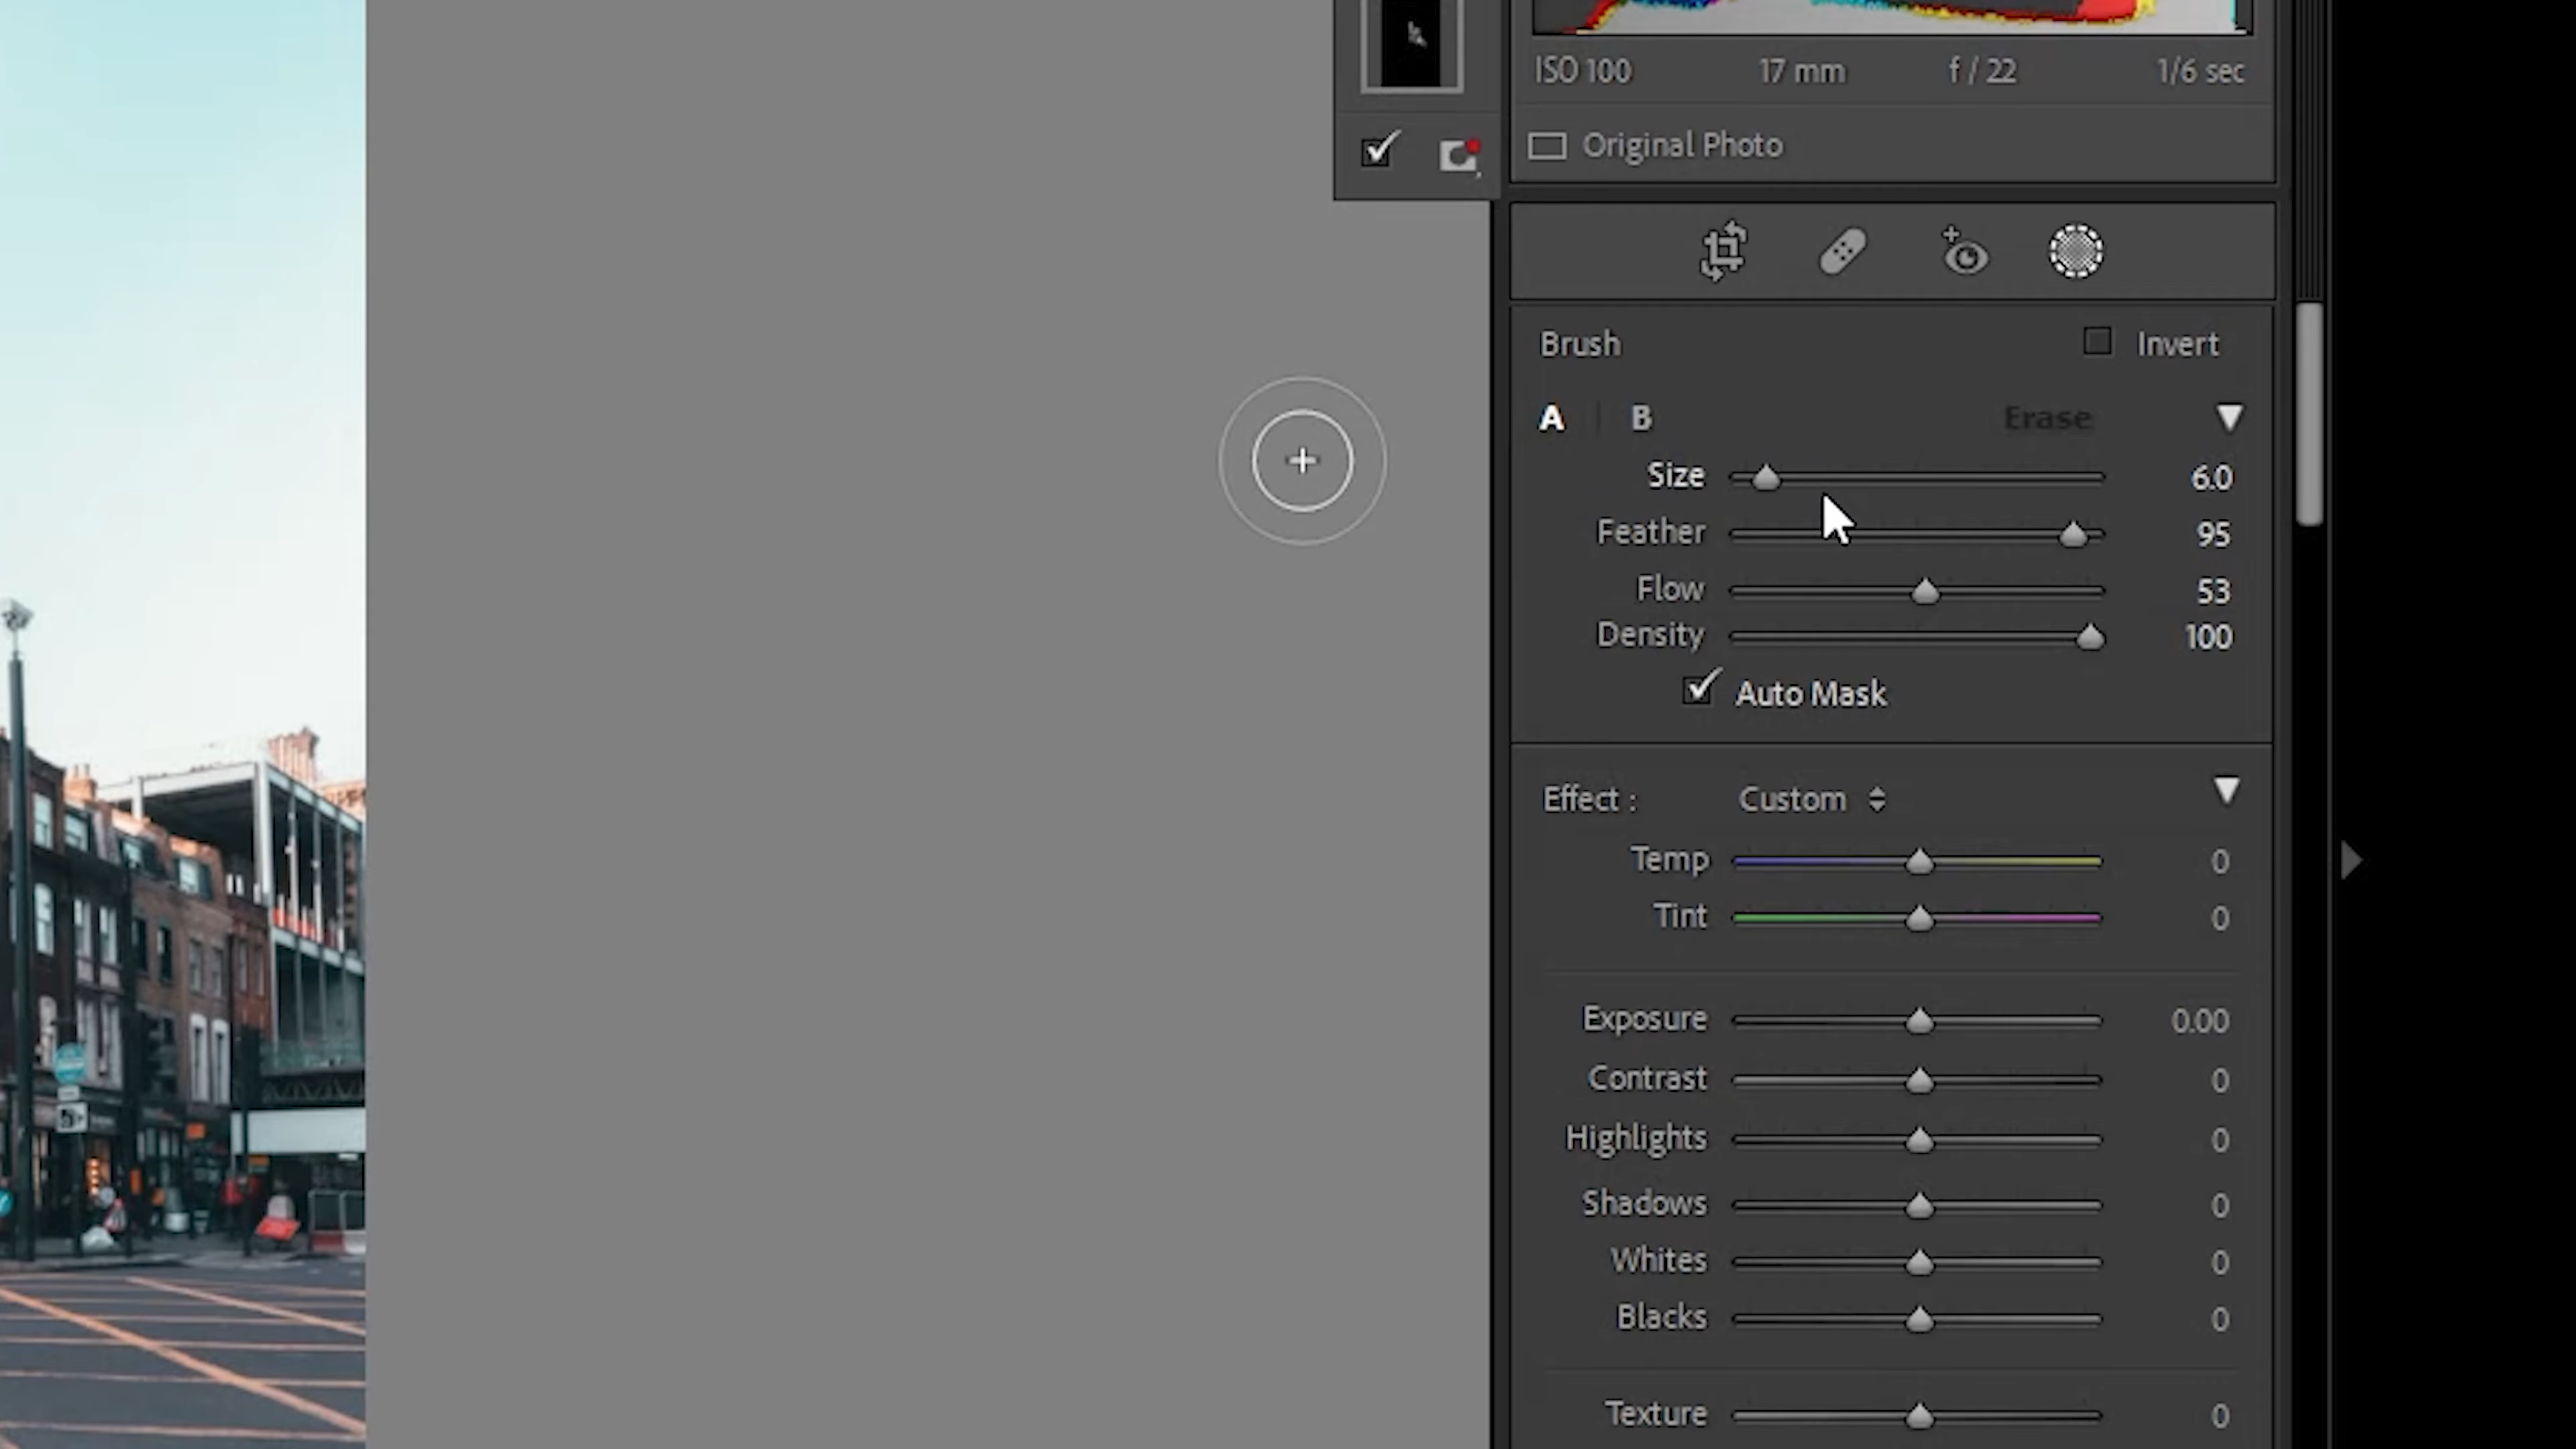 ISO 100 17 mm f / 22 1/6 sec
Original Photo
Brush Invert
A B Erase
Size 6.0
Feather 95
Flow 53
Density 100
Auto Mask
Effect : Custom
Temp 0
Tint 0
Exposure 0.00
Contrast 0
Highlights 0
Shadows 0
Whites 0
Blacks 0
Texture 0